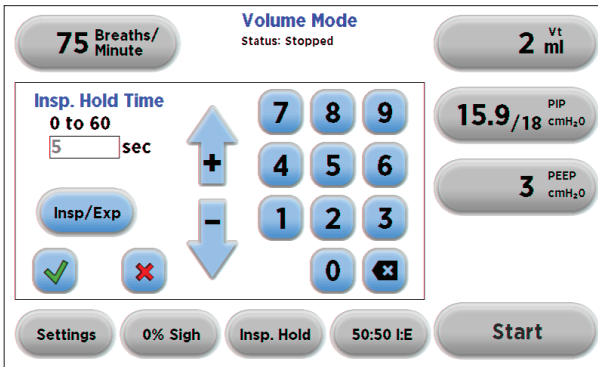 75 Breaths/
Minute
Volume Mode
Status: Stopped
2 Vt
ml
Insp. Hold Time
0 to 60
5 sec
+
−
Insp/Exp
7 8 9
4 5 6
1 2 3
0
15.9/18 PIP
cmH₂0
3 PEEP
cmH₂0
Settings
0% Sigh
Insp. Hold
50:50 I:E
Start